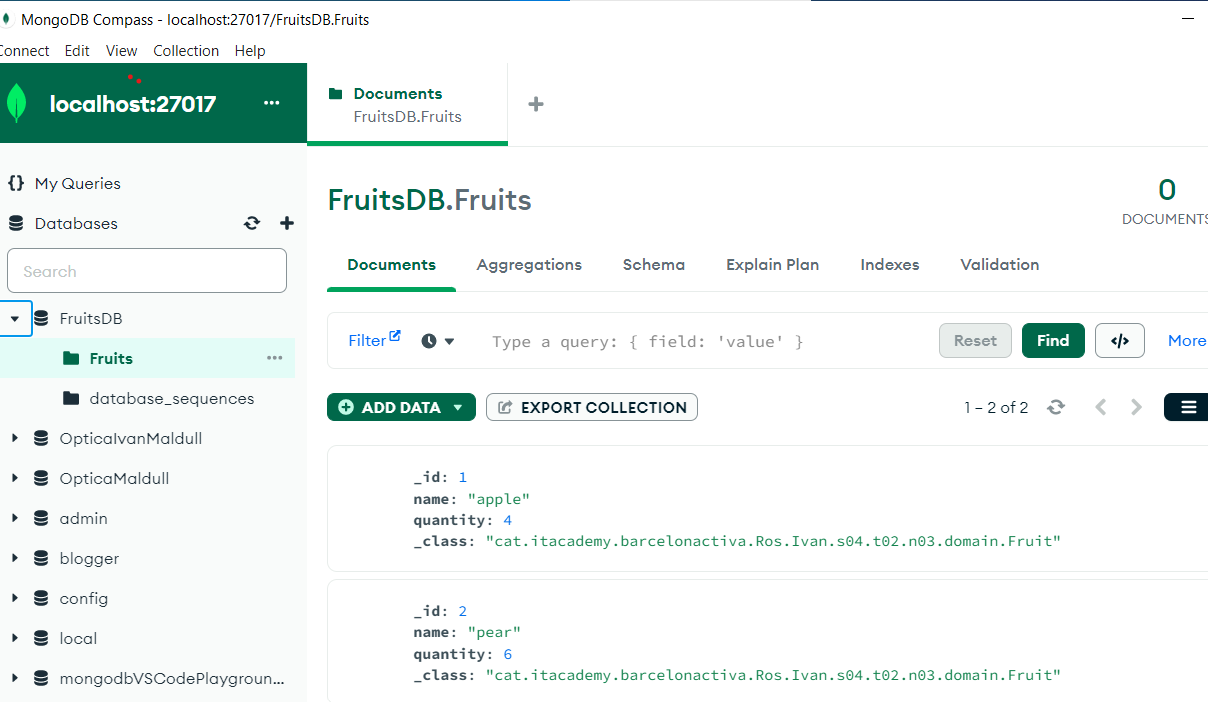 MongoDB Compass - localhost:27017/FruitsDB.Fruits
Connect Edit View Collection Help
localhost:27017
Documents
FruitsDB.Fruits
My Queries
Databases
Search
FruitsDB
Fruits
database_sequences
OpticaIvanMaldull
OpticaMaldull
admin
blogger
config
local
mongodbVSCodePlaygroun...
FruitsDB.Fruits
0
DOCUMENTS
Documents Aggregations Schema Explain Plan Indexes Validation
Filter Type a query: { field: 'value' } Reset Find </> More
ADD DATA EXPORT COLLECTION 1 – 2 of 2
_id: 1
name: "apple"
quantity: 4
_class: "cat.itacademy.barcelonactiva.Ros.Ivan.s04.t02.n03.domain.Fruit"
_id: 2
name: "pear"
quantity: 6
_class: "cat.itacademy.barcelonactiva.Ros.Ivan.s04.t02.n03.domain.Fruit"